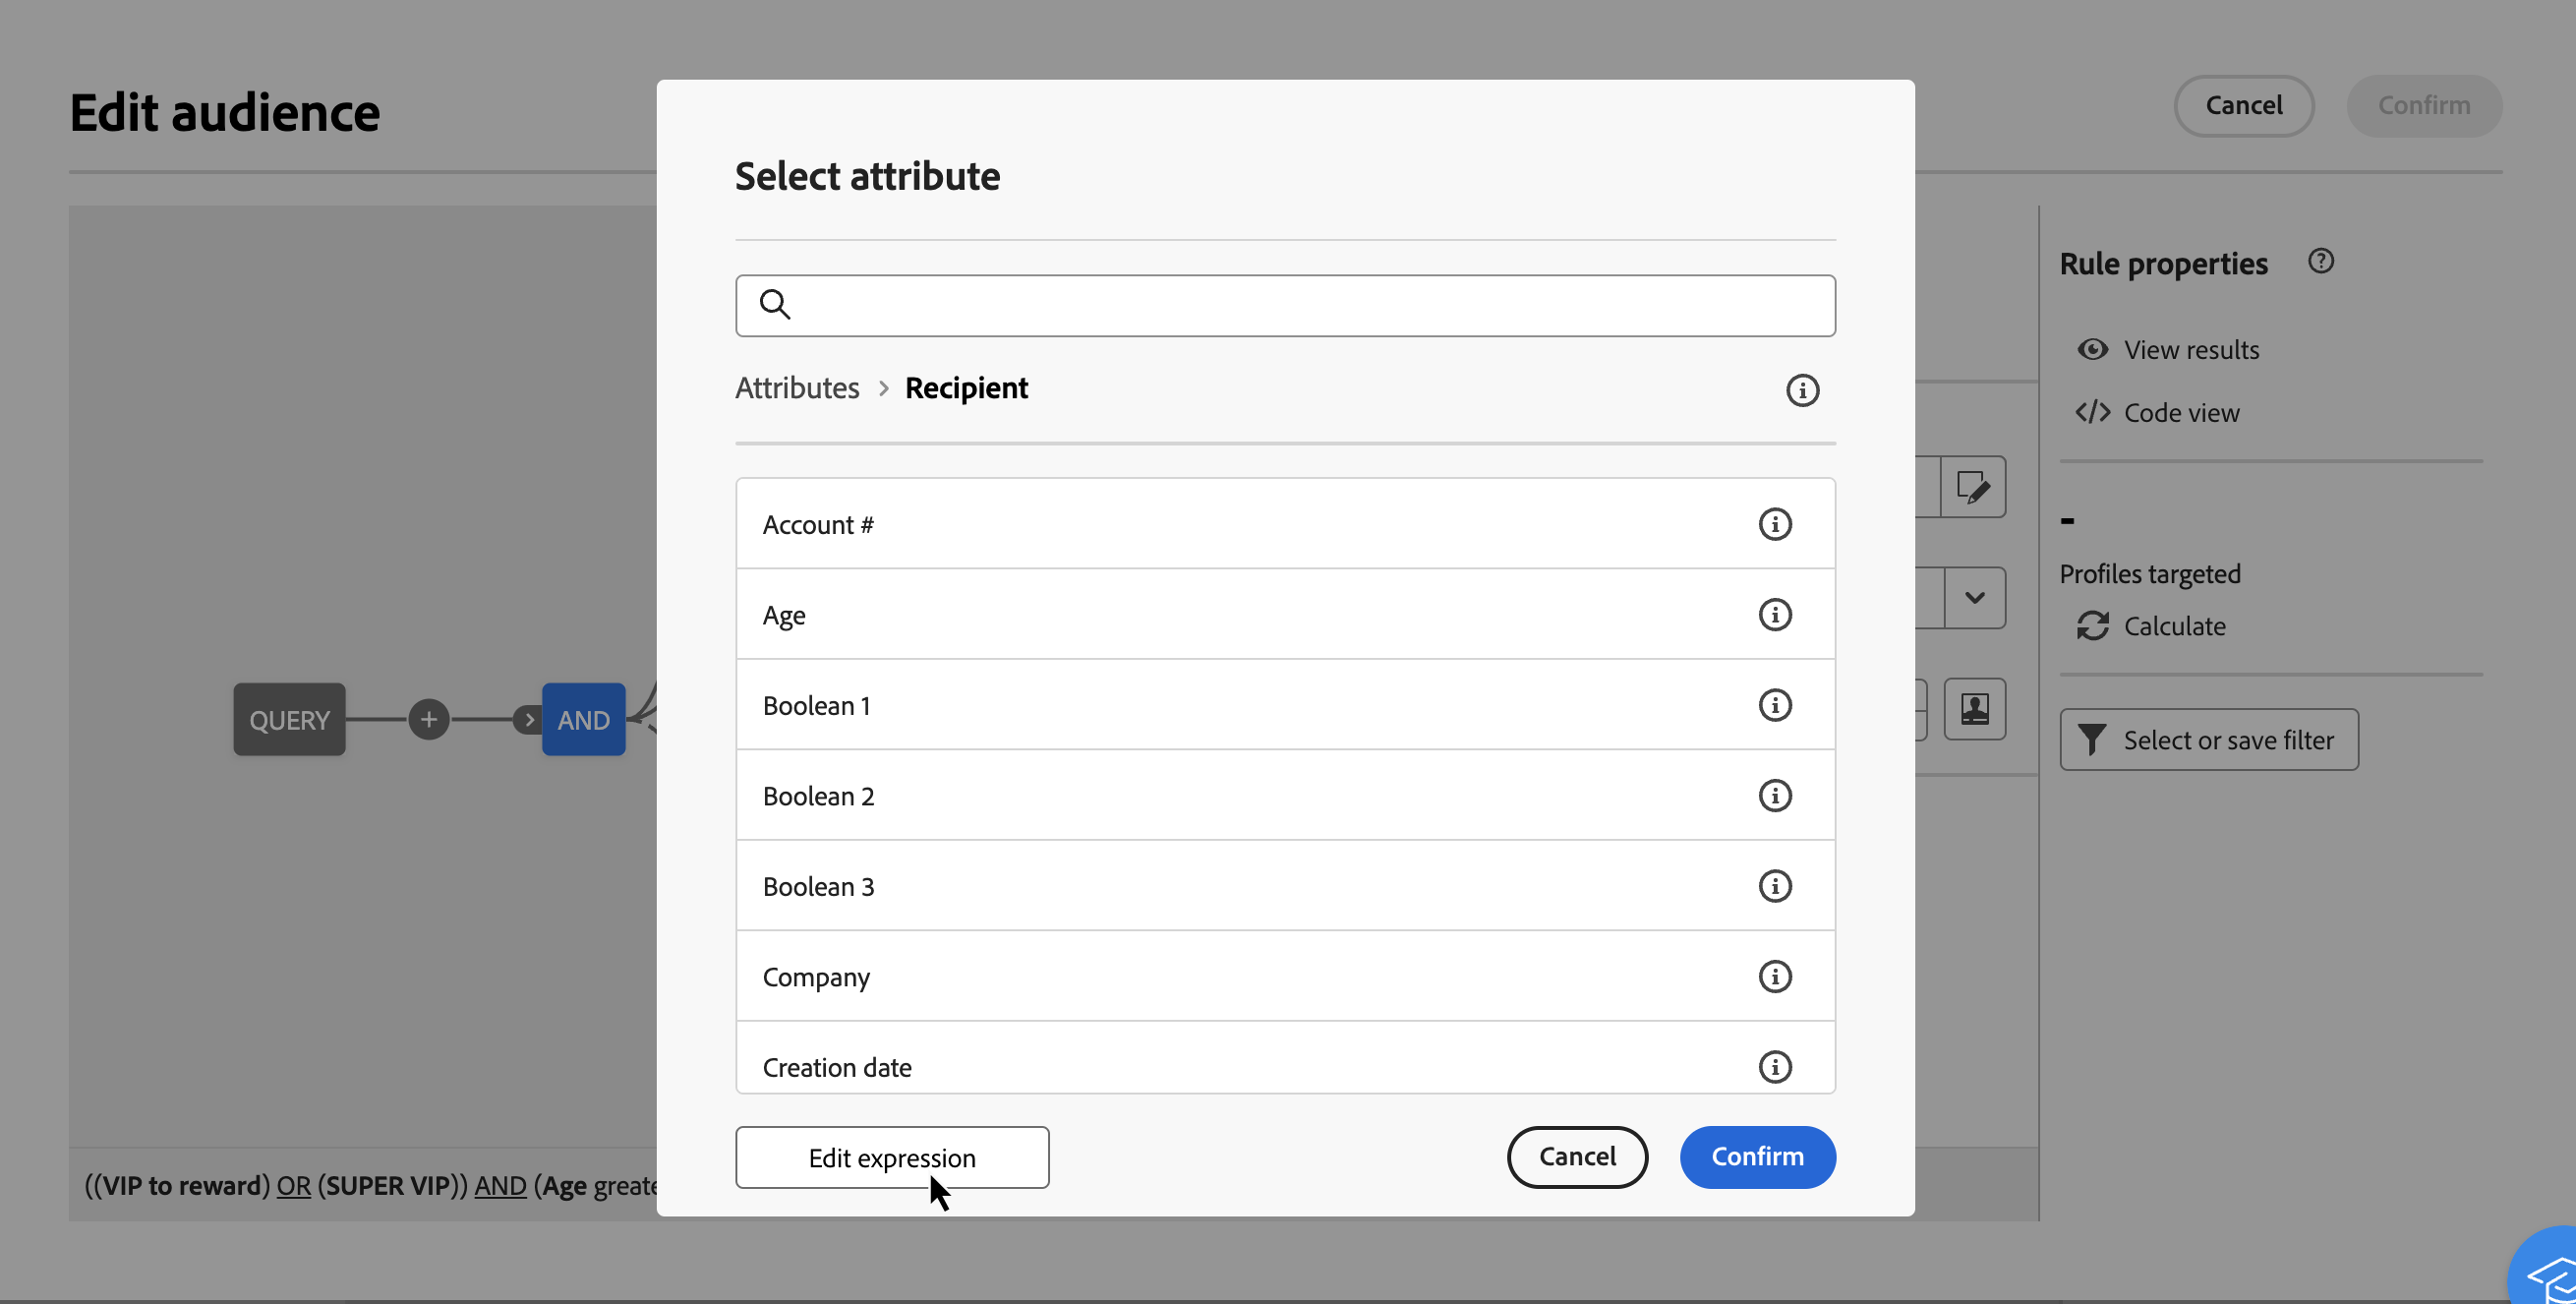 Edit audience
Cancel
Confirm
Select attribute
Attributes > Recipient
Account #
Age
Boolean 1
Boolean 2
Boolean 3
Company
Creation date
Edit expression
Cancel
Confirm
QUERY
AND
((VIP to reward) OR (SUPER VIP)) AND (Age greate
Rule properties
View results
</> Code view
-
Profiles targeted
Calculate
Select or save filter